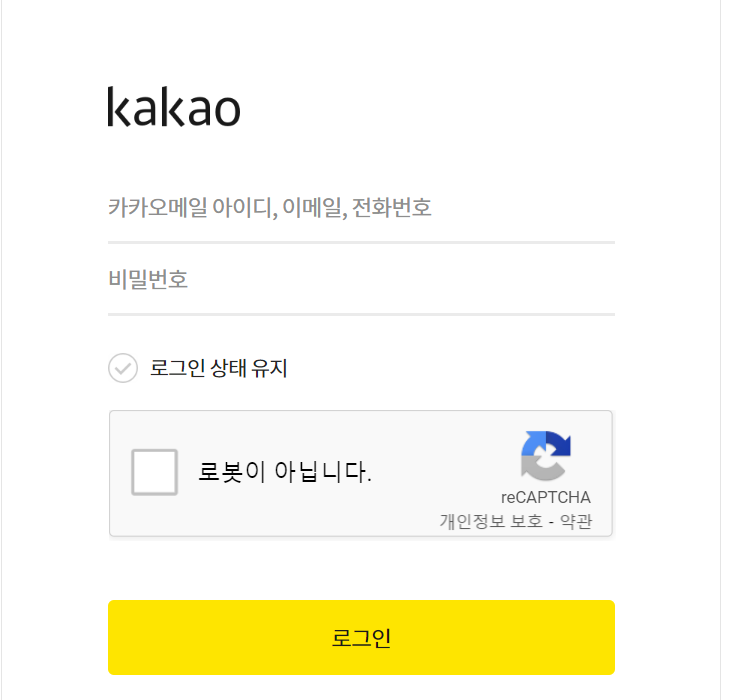 kakao
카카오메일 아이디, 이메일, 전화번호
비밀번호
로그인 상태 유지
로봇이 아닙니다.
reCAPTCHA
개인정보 보호 - 약관
로그인